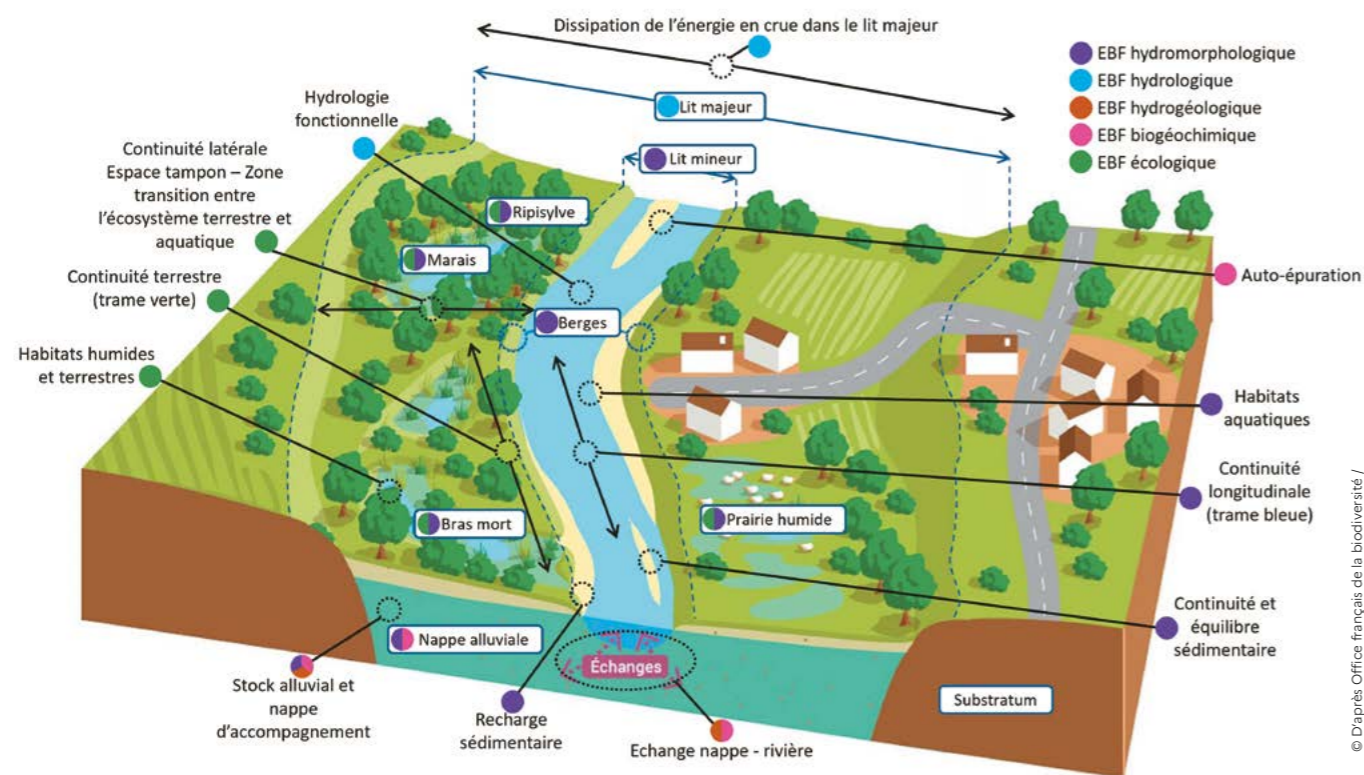 Dissipation de l'énergie en crue dans le lit majeur
EBF hydromorphologique
EBF hydrologique
EBF hydrogéologique
EBF biogéochimique
EBF écologique
Lit majeur
Lit mineur
Hydrologie
fonctionnelle
Continuité latérale
Espace tampon – Zone
transition entre
l'écosystème terrestre et
aquatique
Continuité terrestre
(trame verte)
Habitats humides
et terrestres
Ripisylve
Marais
Berges
Bras mort
Prairie humide
Auto-épuration
Habitats
aquatiques
Continuité
longitudinale
(trame bleue)
Continuité et
équilibre
sédimentaire
Nappe alluviale
Échanges
Substratum
Stock alluvial et
nappe
d'accompagnement
Recharge
sédimentaire
Echange nappe - rivière
© D'après Office français de la biodiversité /